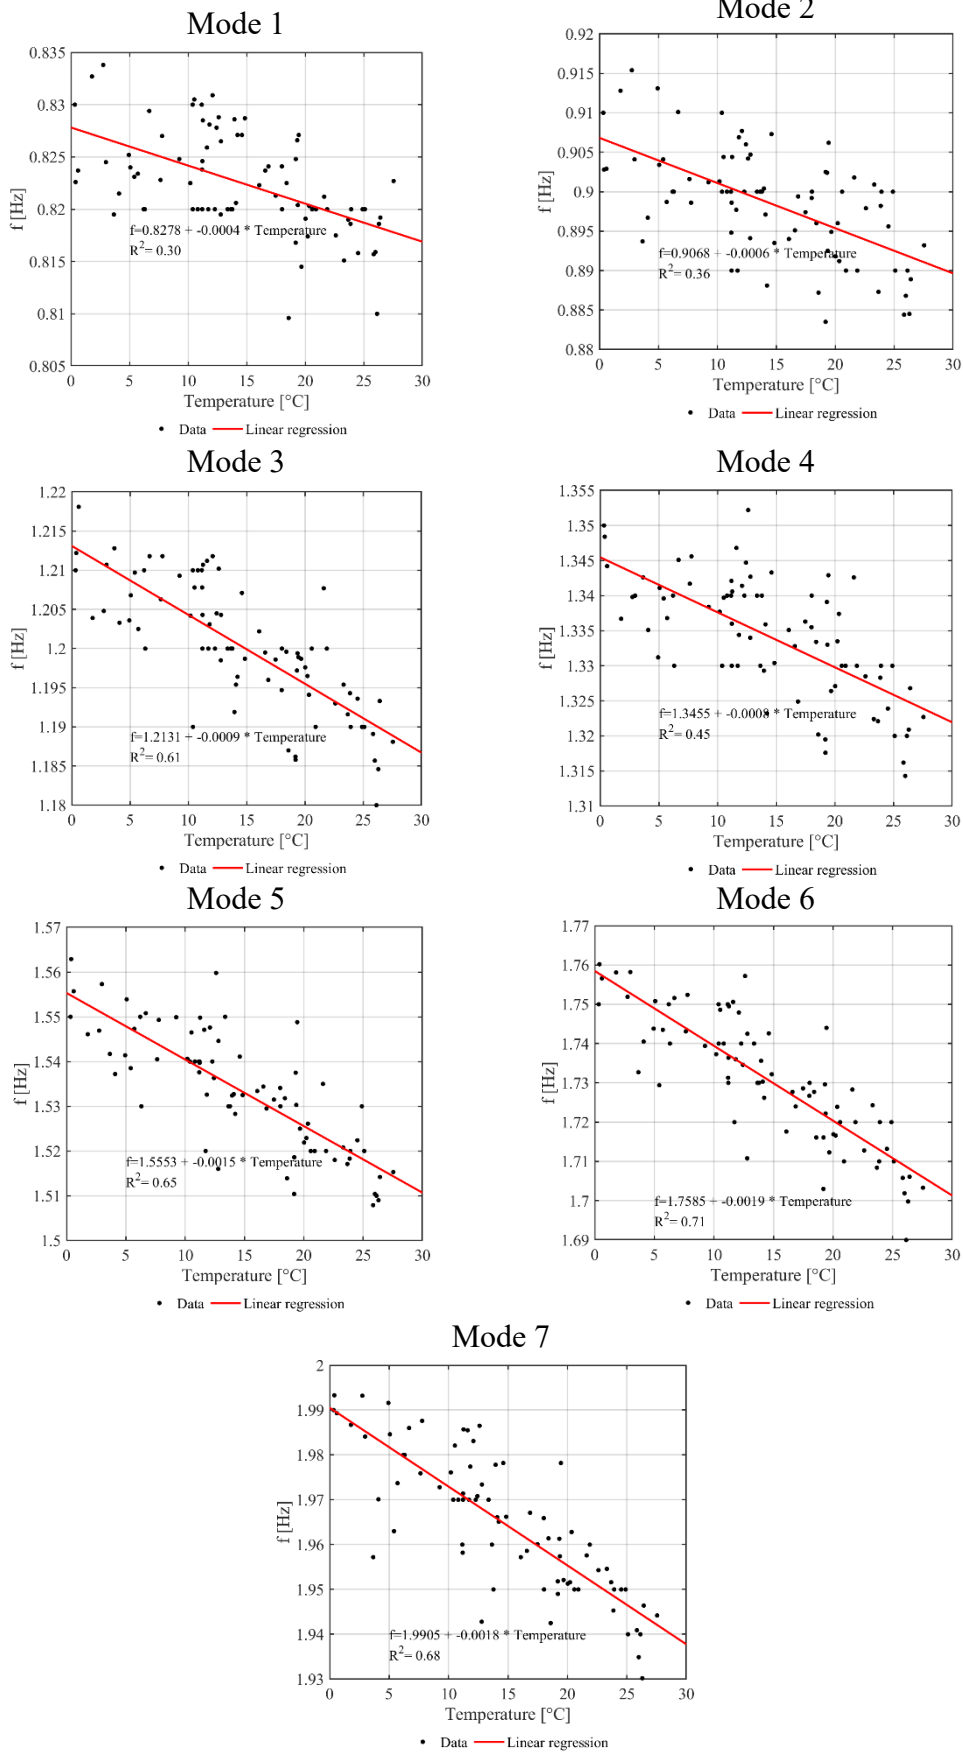 Mode 1
0.835
0.83
0.825
0.82
0.815
0.81
0.805
f [Hz]
f=0.8278 + -0.0004 * Temperature
R²= 0.30
0 5 10 15 20 25 30
Temperature [°C]
Data Linear regression
Mode 2
0.92
0.915
0.91
0.905
0.9
0.895
0.89
0.885
0.88
f [Hz]
f=0.9068 + -0.0006 * Temperature
R²= 0.36
0 5 10 15 20 25 30
Temperature [°C]
Data Linear regression
Mode 3
1.22
1.215
1.21
1.205
1.2
1.195
1.19
1.185
1.18
f [Hz]
f=1.2131 + -0.0009 * Temperature
R²= 0.61
0 5 10 15 20 25 30
Temperature [°C]
Data Linear regression
Mode 4
1.355
1.35
1.345
1.34
1.335
1.33
1.325
1.32
1.315
1.31
f [Hz]
f=1.3455 + -0.0008 * Temperature
R²= 0.45
0 5 10 15 20 25 30
Temperature [°C]
Data Linear regression
Mode 5
1.57
1.56
1.55
1.54
1.53
1.52
1.51
1.5
f [Hz]
f=1.5553 + -0.0015 * Temperature
R²= 0.65
0 5 10 15 20 25 30
Temperature [°C]
Data Linear regression
Mode 6
1.77
1.76
1.75
1.74
1.73
1.72
1.71
1.7
1.69
f [Hz]
f=1.7585 + -0.0019 * Temperature
R²= 0.71
0 5 10 15 20 25 30
Temperature [°C]
Data Linear regression
Mode 7
2
1.99
1.98
1.97
1.96
1.95
1.94
1.93
f [Hz]
f=1.9905 + -0.0018 * Temperature
R²= 0.68
0 5 10 15 20 25 30
Temperature [°C]
Data Linear regression